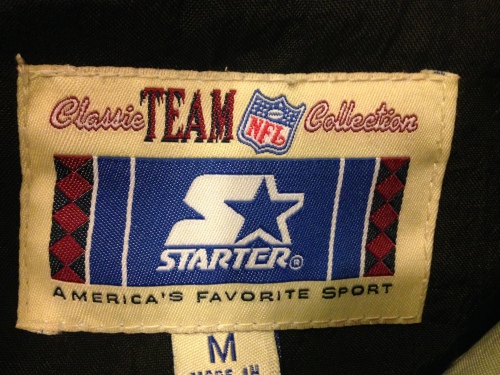 Classic TEAM NFL Collection
STARTER®
AMERICA'S FAVORITE SPORT
M